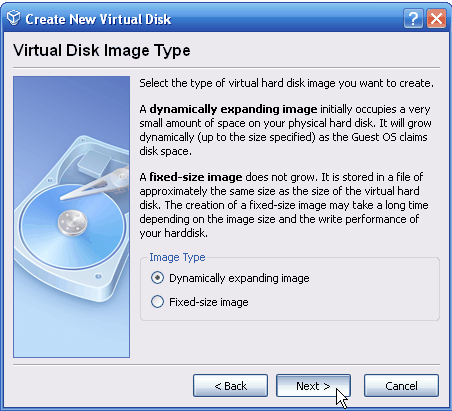 Create New Virtual Disk
Virtual Disk Image Type
Select the type of virtual hard disk image you want to create.
A dynamically expanding image initially occupies a very
small amount of space on your physical hard disk. It will grow
dynamically (up to the size specified) as the Guest OS claims
disk space.
A fixed-size image does not grow. It is stored in a file of
approximately the same size as the size of the virtual hard
disk. The creation of a fixed-size image may take a long time
depending on the image size and the write performance of
your harddisk.
Image Type
Dynamically expanding image
Fixed-size image
< Back
Next >
Cancel